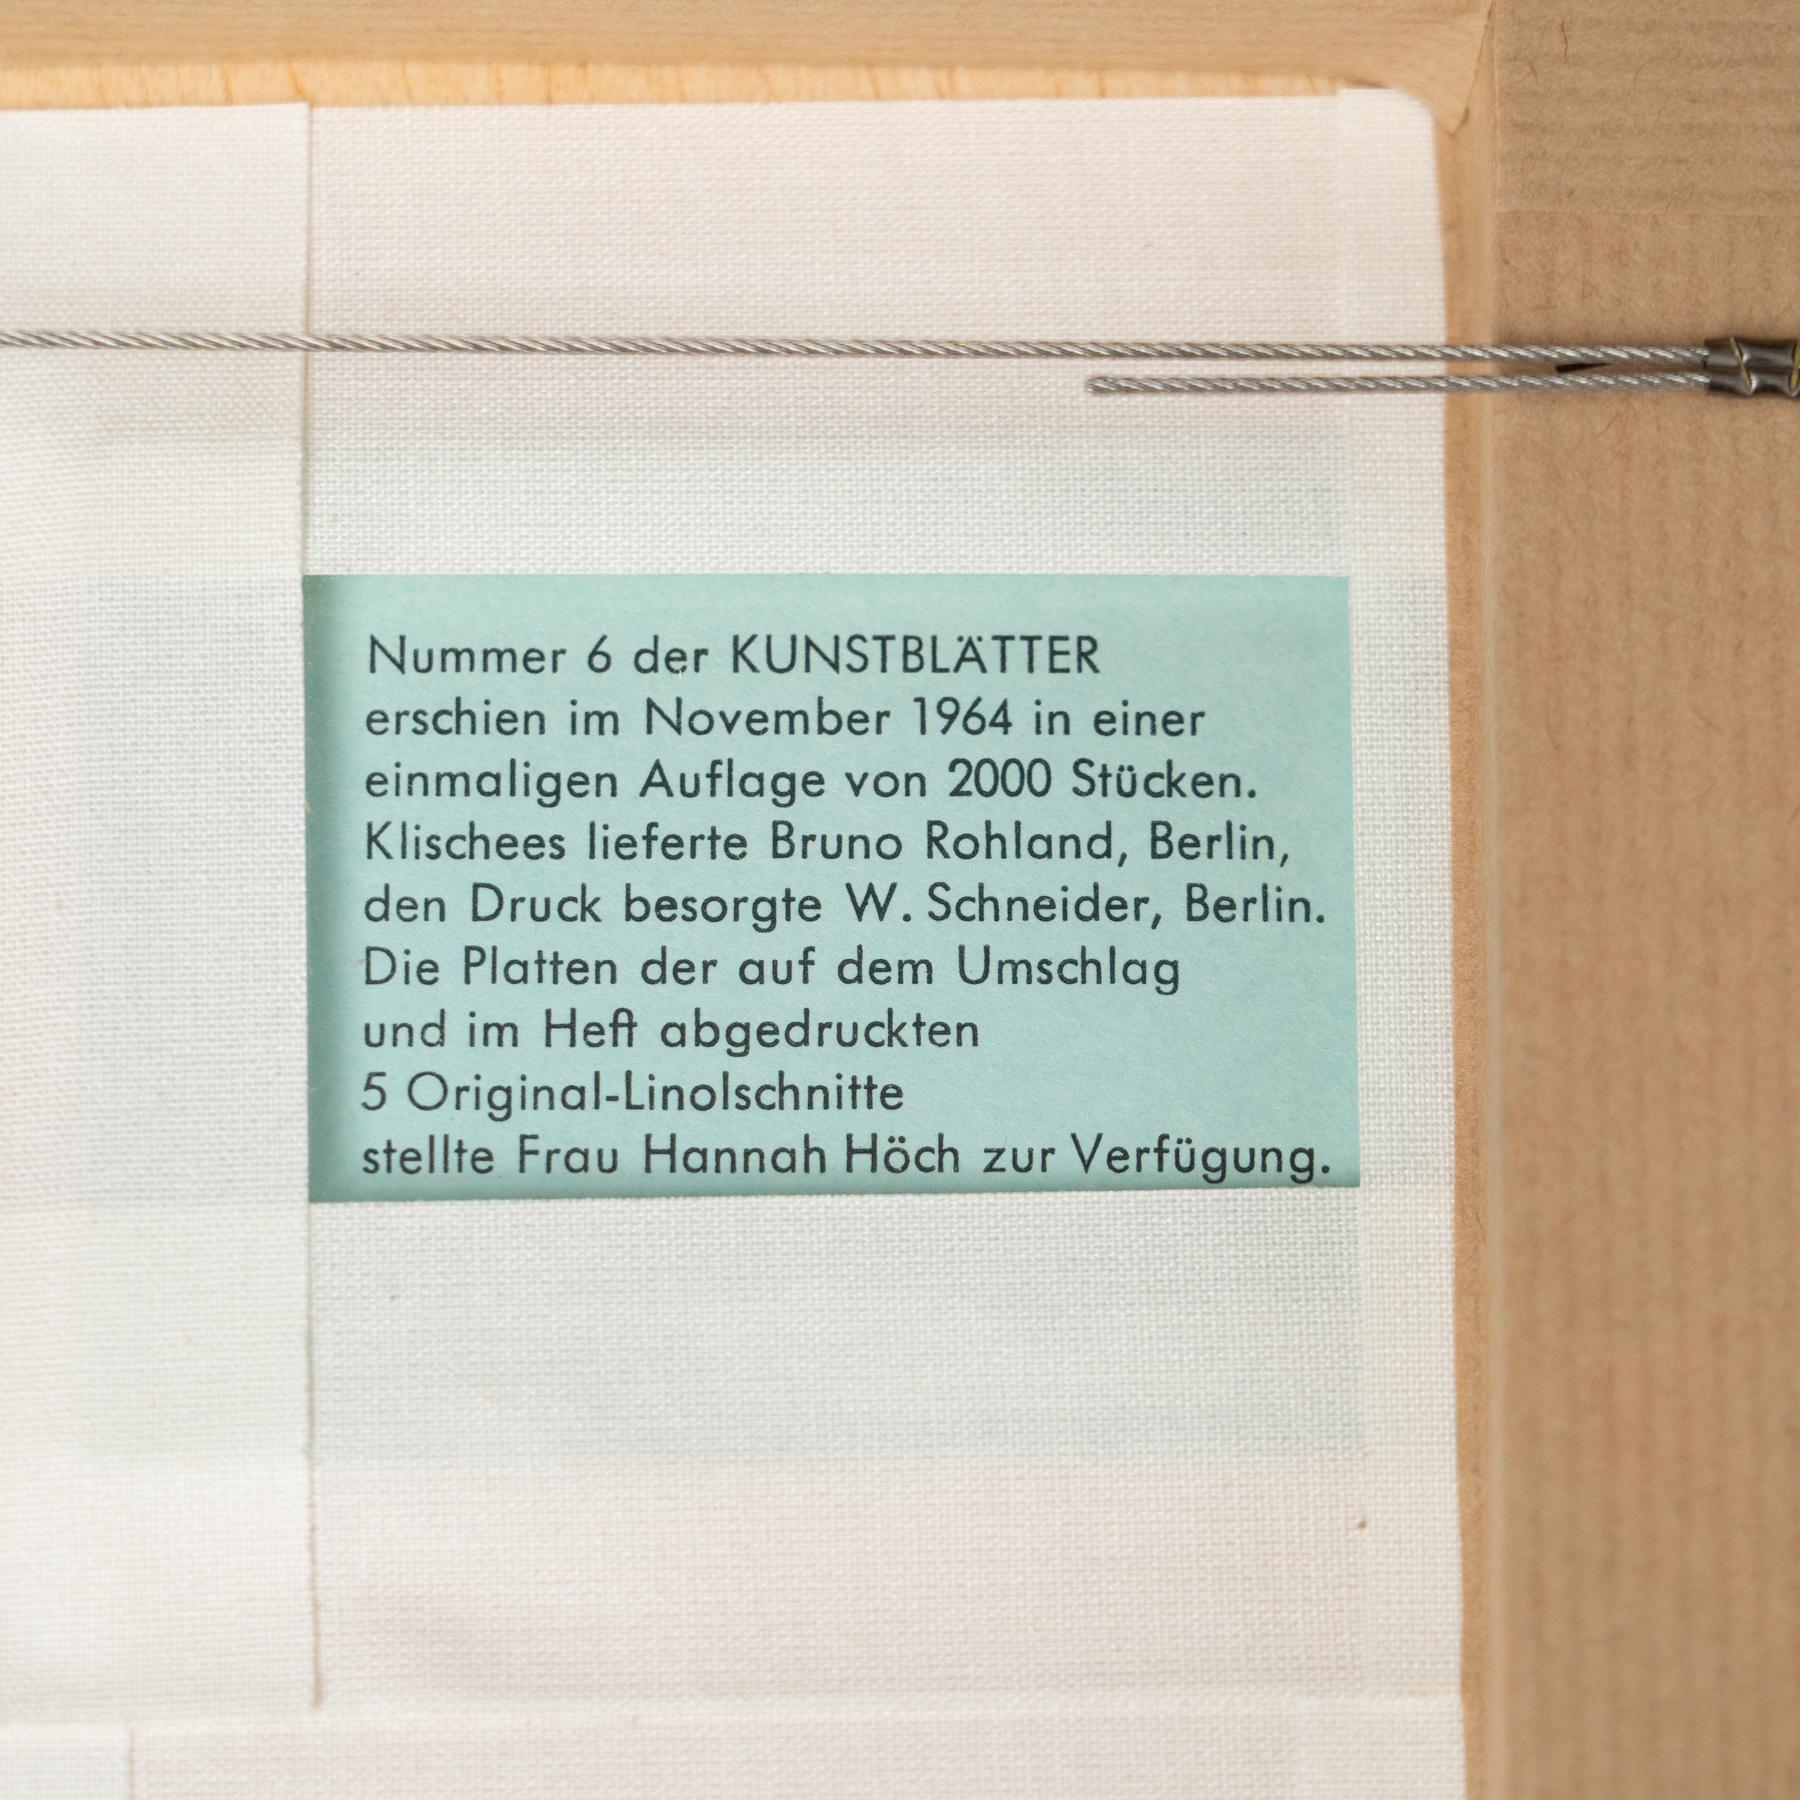 Nummer 6 der KUNSTBLÄTTER
erschien im November 1964 in einer
einmaligen Auflage von 2000 Stücken.
Klischees lieferte Bruno Rohland, Berlin,
den Druck besorgte W. Schneider, Berlin.
Die Platten der auf dem Umschlag
und im Heft abgedruckten
5 Original-Linolschnitte
stellte Frau Hannah Höch zur Verfügung.